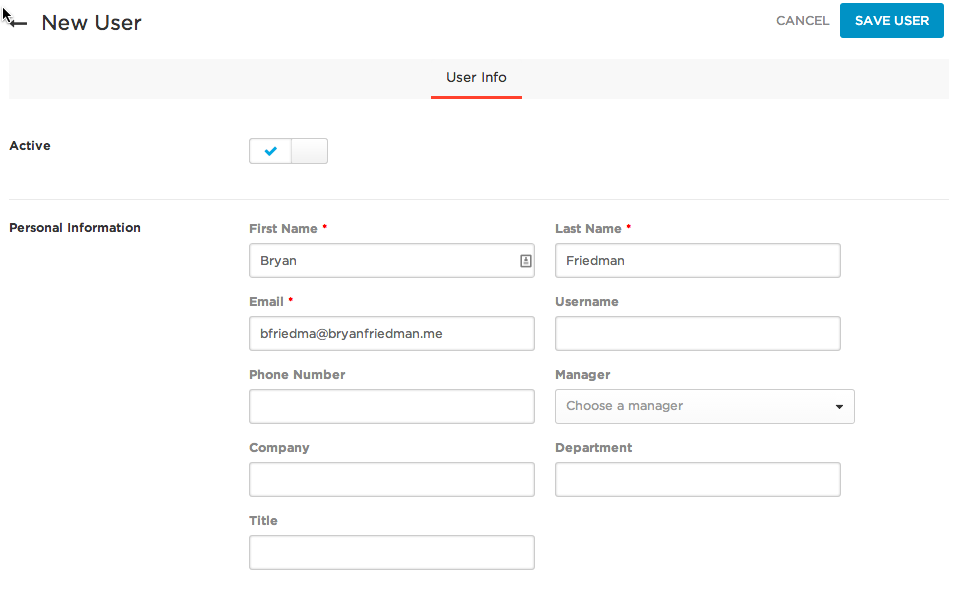 New User
CANCEL
SAVE USER
User Info
Active
Personal Information
First Name *
Last Name *
Bryan
Friedman
Email *
Username
bfriedma@bryanfriedman.me
Phone Number
Manager
Choose a manager
Company
Department
Title